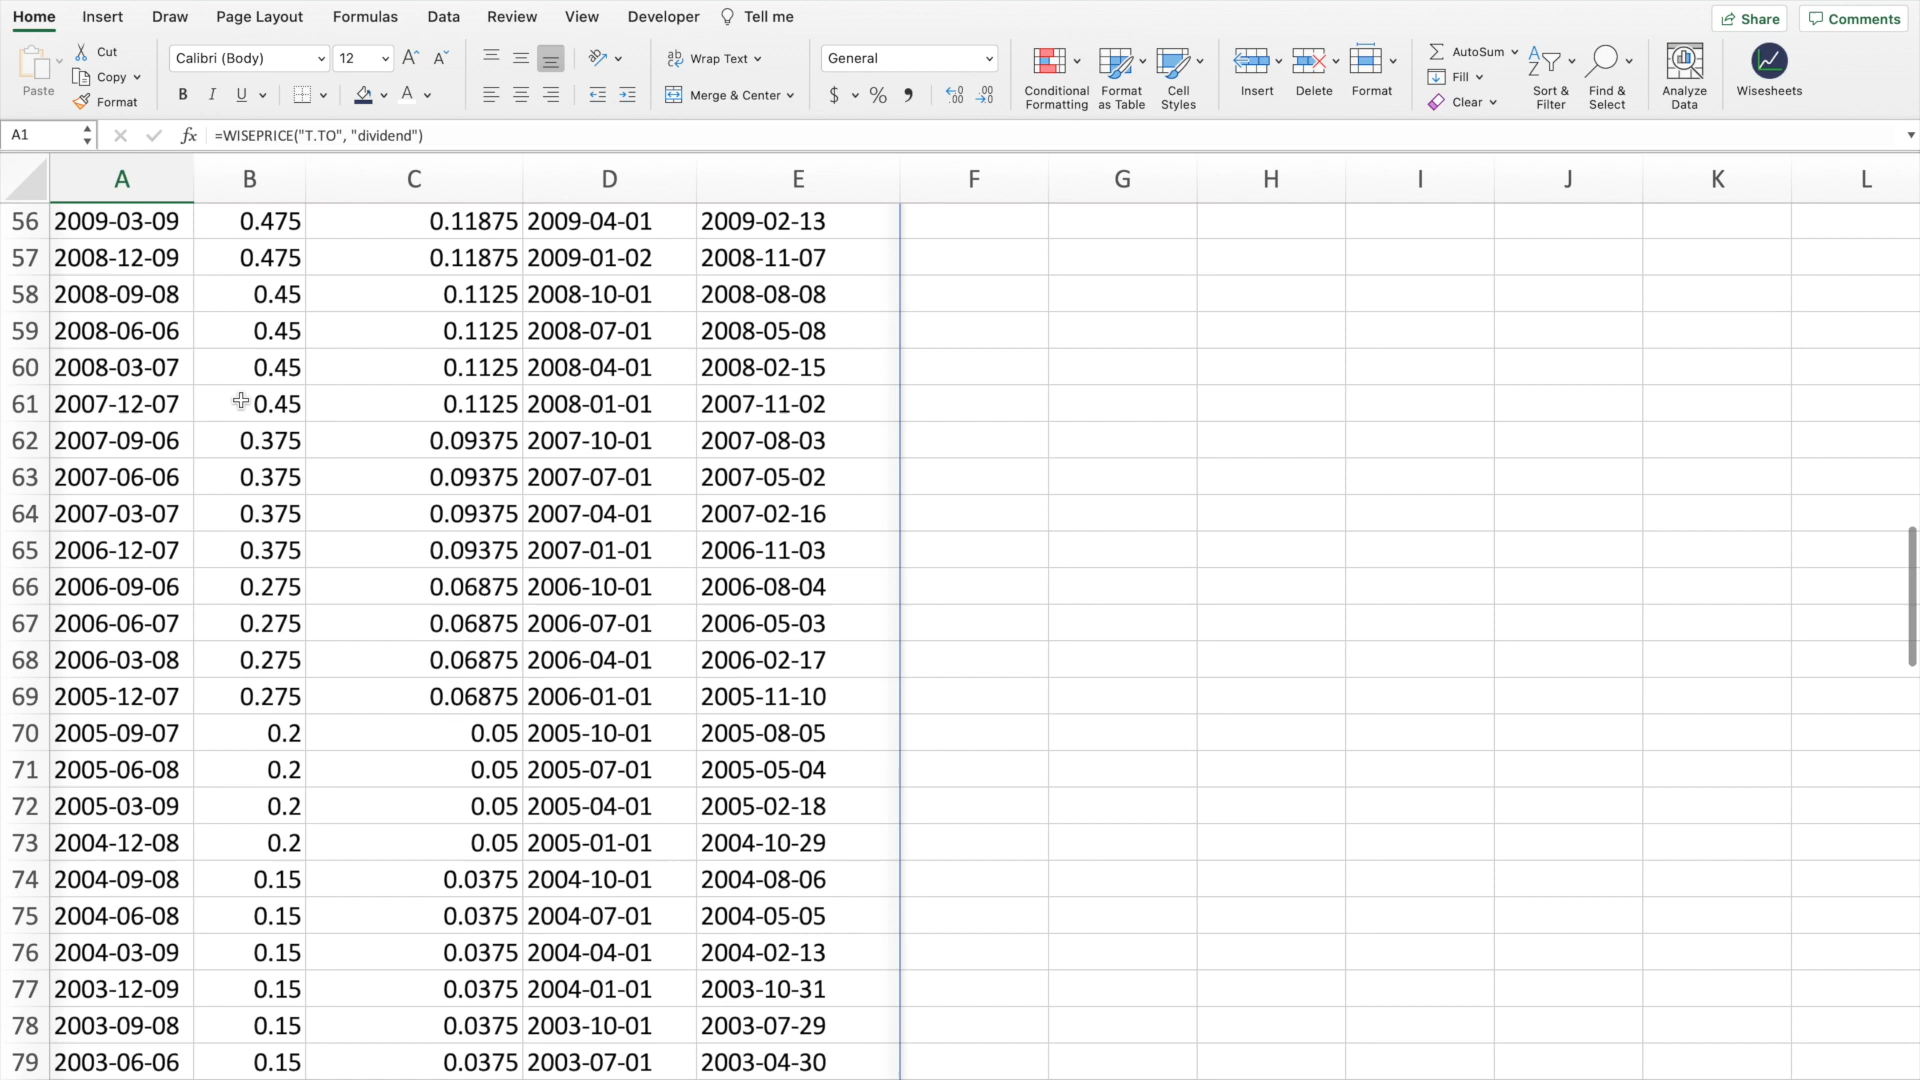 Home Insert Draw Page Layout Formulas Data Review View Developer Tell me Share Comments
Paste Cut Copy Format
Calibri (Body) 12 A^ A^
B I U A
Wrap Text
Merge & Center
General
$ %
Conditional Formatting
Format as Table
Cell Styles
Insert Delete Format
AutoSum
Fill
Clear
Sort & Filter
Find & Select
Analyze Data
Wisesheets
A1 fx =WISEPRICE("T.TO", "dividend")
A B C D E F G H I J K L
56 2009-03-09 0.475 0.11875 2009-04-01 2009-02-13
57 2008-12-09 0.475 0.11875 2009-01-02 2008-11-07
58 2008-09-08 0.45 0.1125 2008-10-01 2008-08-08
59 2008-06-06 0.45 0.1125 2008-07-01 2008-05-08
60 2008-03-07 0.45 0.1125 2008-04-01 2008-02-15
61 2007-12-07 0.45 0.1125 2008-01-01 2007-11-02
62 2007-09-06 0.375 0.09375 2007-10-01 2007-08-03
63 2007-06-06 0.375 0.09375 2007-07-01 2007-05-02
64 2007-03-07 0.375 0.09375 2007-04-01 2007-02-16
65 2006-12-07 0.375 0.09375 2007-01-01 2006-11-03
66 2006-09-06 0.275 0.06875 2006-10-01 2006-08-04
67 2006-06-07 0.275 0.06875 2006-07-01 2006-05-03
68 2006-03-08 0.275 0.06875 2006-04-01 2006-02-17
69 2005-12-07 0.275 0.06875 2006-01-01 2005-11-10
70 2005-09-07 0.2 0.05 2005-10-01 2005-08-05
71 2005-06-08 0.2 0.05 2005-07-01 2005-05-04
72 2005-03-09 0.2 0.05 2005-04-01 2005-02-18
73 2004-12-08 0.2 0.05 2005-01-01 2004-10-29
74 2004-09-08 0.15 0.0375 2004-10-01 2004-08-06
75 2004-06-08 0.15 0.0375 2004-07-01 2004-05-05
76 2004-03-09 0.15 0.0375 2004-04-01 2004-02-13
77 2003-12-09 0.15 0.0375 2004-01-01 2003-10-31
78 2003-09-08 0.15 0.0375 2003-10-01 2003-07-29
79 2003-06-06 0.15 0.0375 2003-07-01 2003-04-30